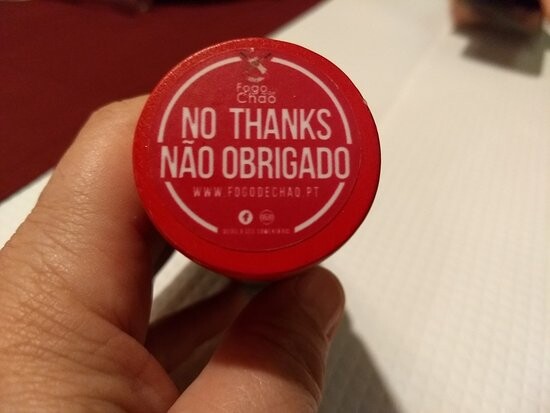 Fogo
de Chão
NO THANKS
NÃO OBRIGADO
WWW.FOGODECHAO.PT